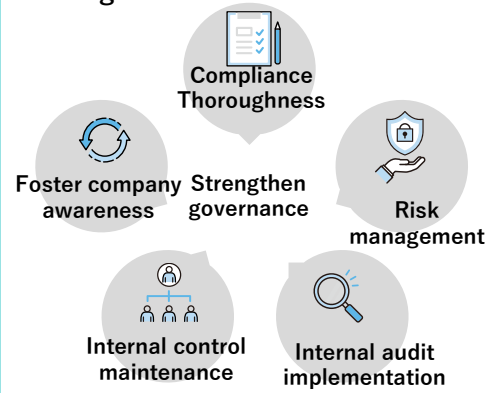 Compliance
Thoroughness
Foster company
awareness
Strengthen
governance
Risk
management
Internal control
maintenance
Internal audit
implementation